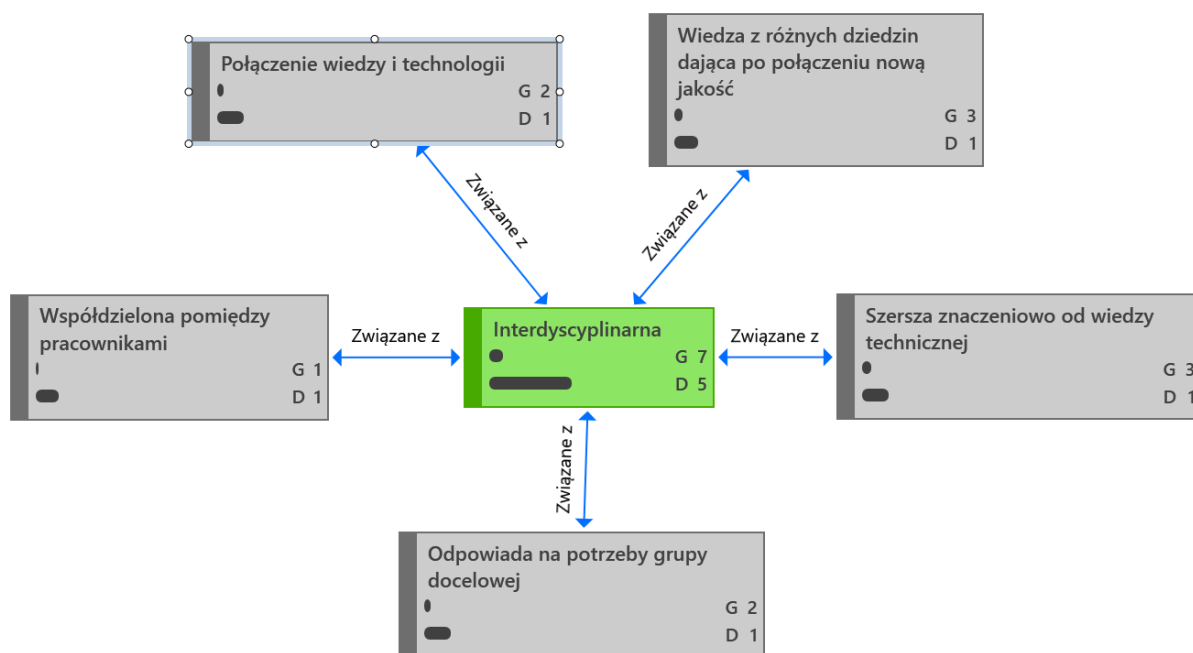 Połączenie wiedzy i technologii
G 2
D 1
Wiedza z różnych dziedzin
dająca po połączeniu nową
jakość
G 3
D 1
Związane z
Związane z
Współdzielona pomiędzy
pracownikami
G 1
D 1
Związane z
Interdyscyplinarna
G 7
D 5
Związane z
Szersza znaczeniowo od wiedzy
technicznej
G 3
D 1
Związane z
Odpowiada na potrzeby grupy
docelowej
G 2
D 1